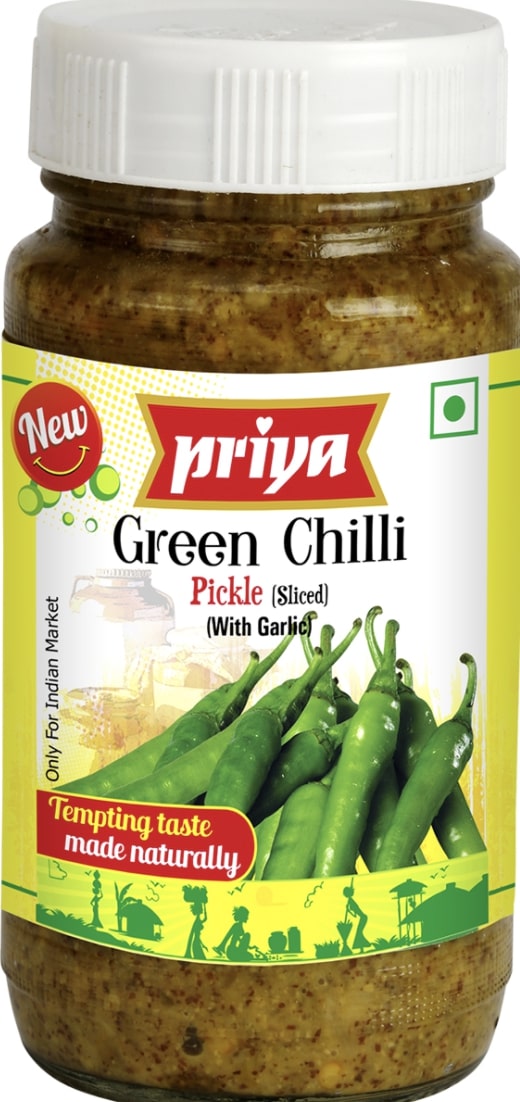 New
priya
Green Chilli
Pickle (Sliced)
(With Garlic)
Only For Indian Market
Tempting taste
made naturally